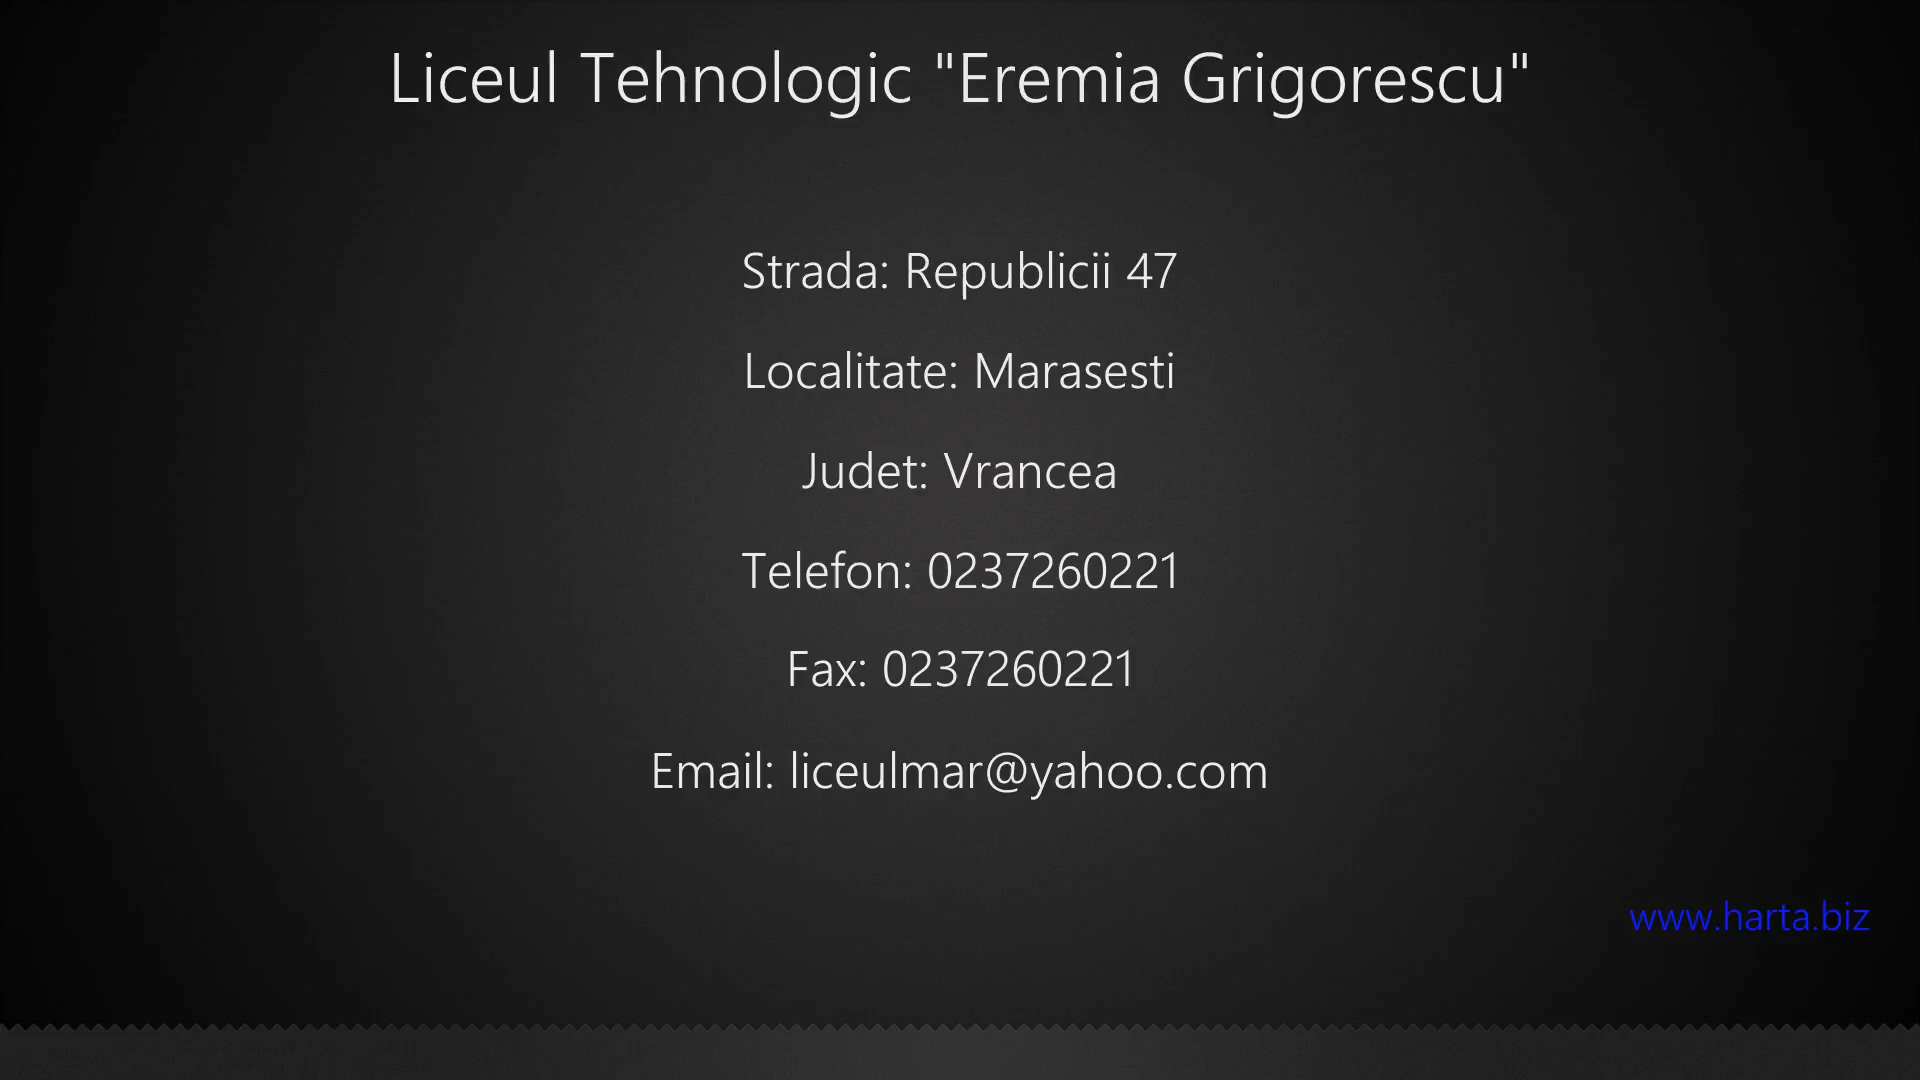 Liceul Tehnologic "Eremia Grigorescu"
Strada: Republicii 47
Localitate: Marasesti
Judet: Vrancea
Telefon: 0237260221
Fax: 0237260221
Email: liceulmar@yahoo.com
www.harta.biz